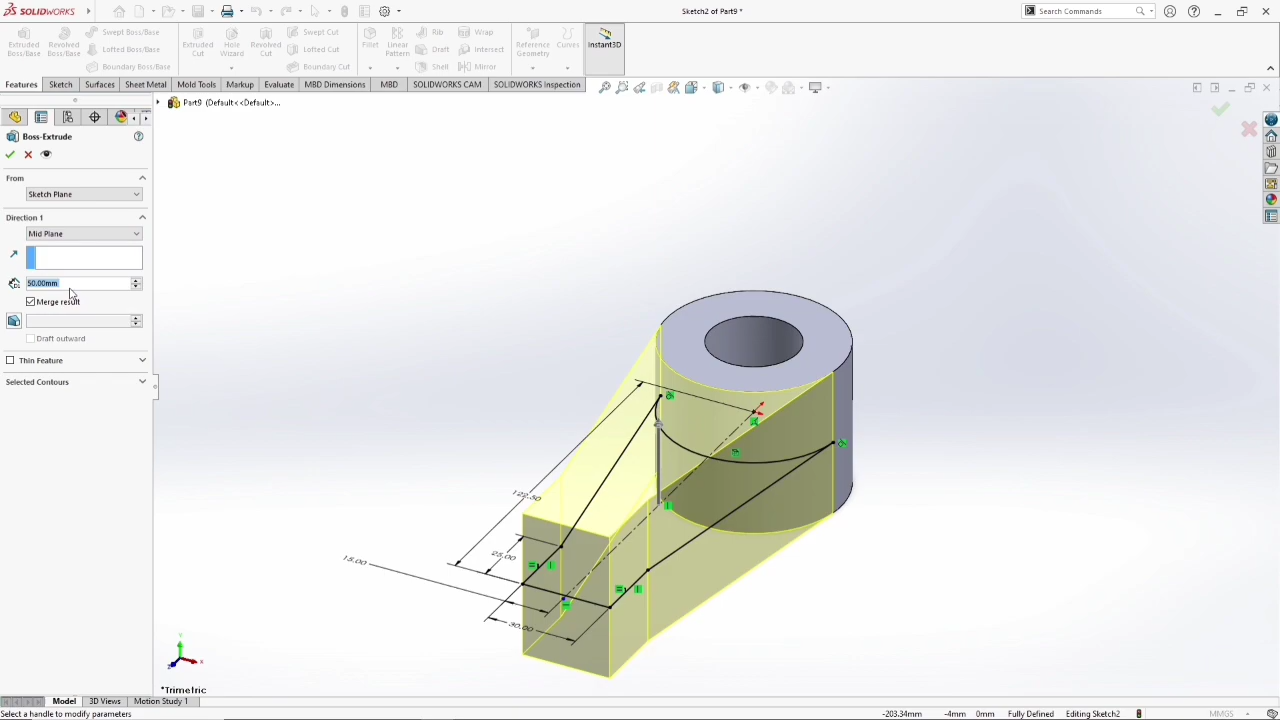 SOLIDWORKS
Sketch2 of Part9 *
Search Commands
Extruded Boss/Base
Revolved Boss/Base
Swept Boss/Base
Lofted Boss/Base
Boundary Boss/Base
Extruded Cut
Hole Wizard
Revolved Cut
Swept Cut
Lofted Cut
Boundary Cut
Fillet
Linear Pattern
Rib
Draft
Shell
Wrap
Intersect
Mirror
Reference Geometry
Curves
Instant3D
Features
Sketch
Surfaces
Sheet Metal
Mold Tools
Markup
Evaluate
MBD Dimensions
MBD
SOLIDWORKS CAM
SOLIDWORKS Inspection
Part9 (Default<<Default>...
Boss-Extrude
From
Sketch Plane
Direction 1
Mid Plane
50.00mm
Merge result
Draft outward
Thin Feature
Selected Contours
122.50
25.00
15.00
30.00
Y
X
Z
*Trimetric
Model
3D Views
Motion Study 1
Select a handle to modify parameters
-203.34mm
-4mm
0mm
Fully Defined
Editing Sketch2
MMGS